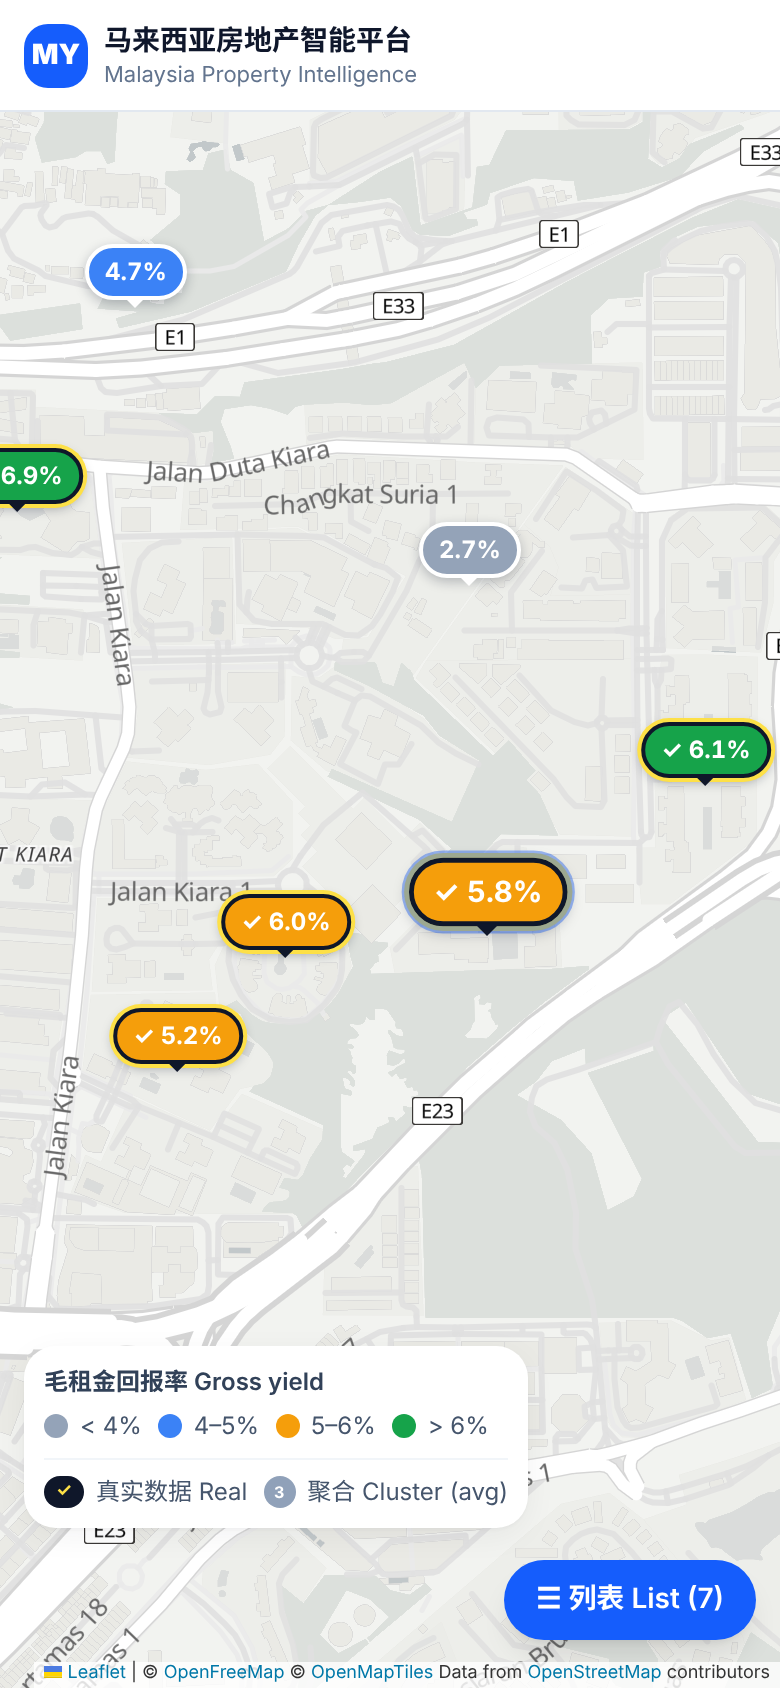 MY
马来西亚房地产智能平台
Malaysia Property Intelligence
E33
E1
4.7%
E33
E1
Jalan Duta Kiara
6.9%
Changkat Suria 1
2.7%
Jalan Kiara
✓ 6.1%
T KIARA
Jalan Kiara 1
✓ 5.8%
✓ 6.0%
✓ 5.2%
Jalan Kiara
E23
毛租金回报率 Gross yield
< 4% 4–5% 5–6% > 6%
✓ 真实数据 Real 3 聚合 Cluster (avg)
s 1
E23
☰ 列表 List (7)
Leaflet | © OpenFreeMap © OpenMapTiles Data from OpenStreetMap contributors